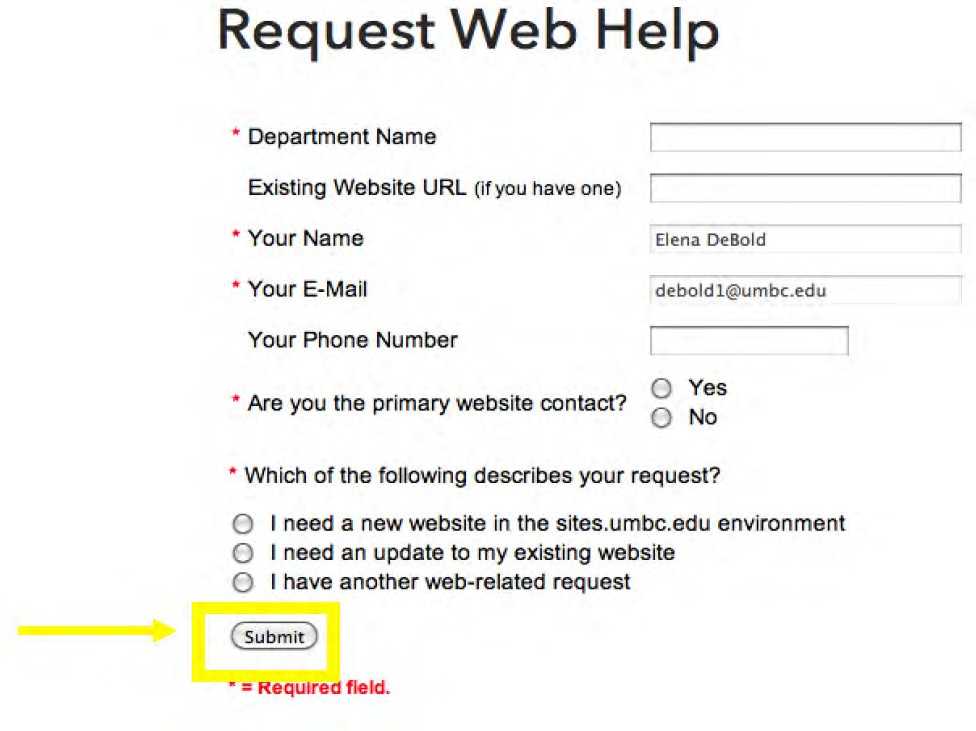 Request Web Help
* Department Name
Existing Website URL (if you have one)
* Your Name Elena DeBold
* Your E-Mail debold1@umbc.edu
Your Phone Number
* Are you the primary website contact? Yes
No
* Which of the following describes your request?
I need a new website in the sites.umbc.edu environment
I need an update to my existing website
I have another web-related request
Submit
* = Required field.